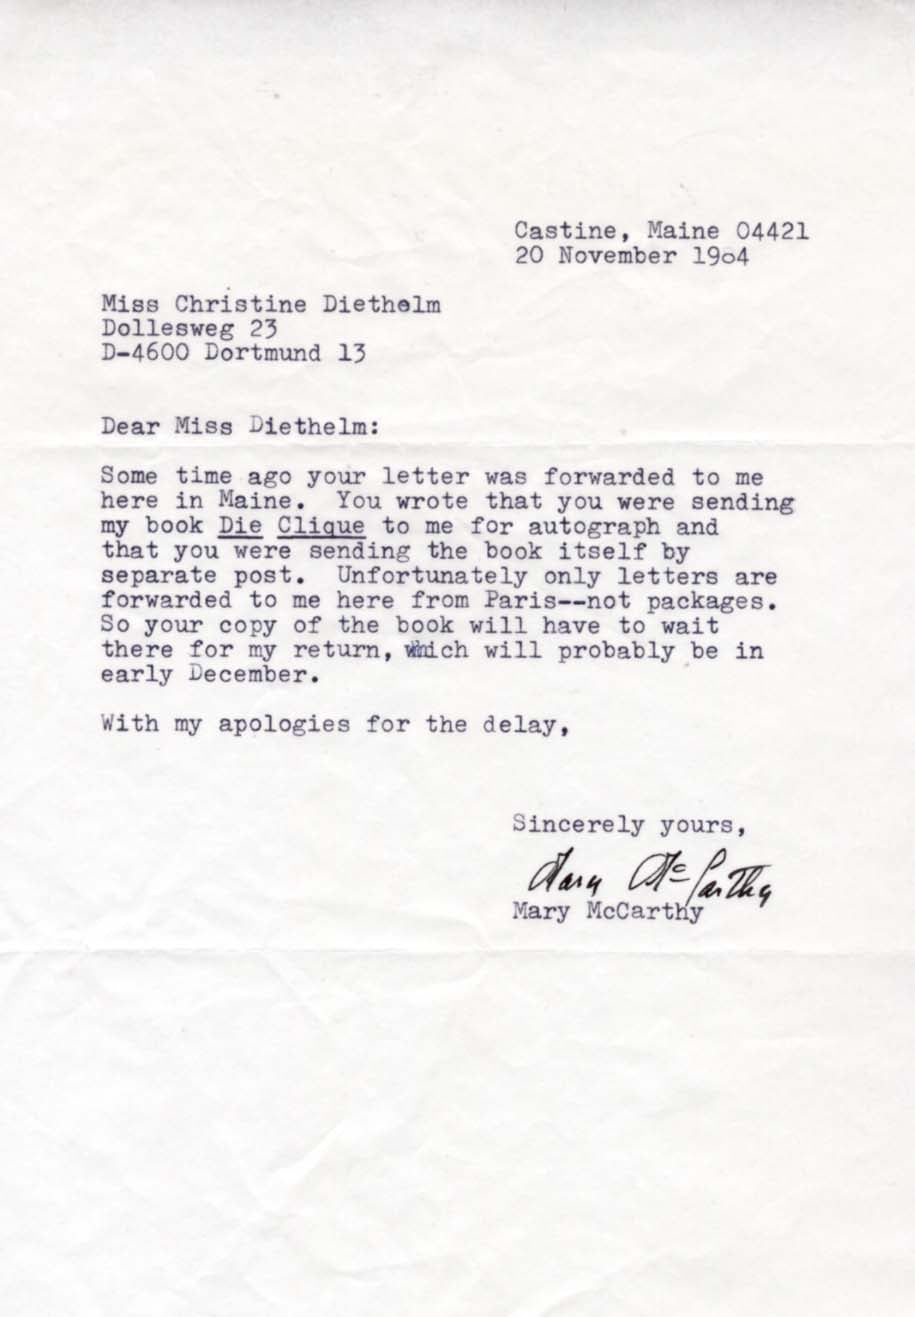 Castine, Maine 04421
20 November 1984
Miss Christine Diethelm
Dollesweg 23
D-4600 Dortmund 13
Dear Miss Diethelm:
Some time ago your letter was forwarded to me
here in Maine. You wrote that you were sending
my book Die Clique to me for autograph and
that you were sending the book itself by
separate post. Unfortunately only letters are
forwarded to me here from Paris--not packages.
So your copy of the book will have to wait
there for my return, which will probably be in
early December.
With my apologies for the delay,
Sincerely yours,
Mary McCarthy
Mary McCarthy